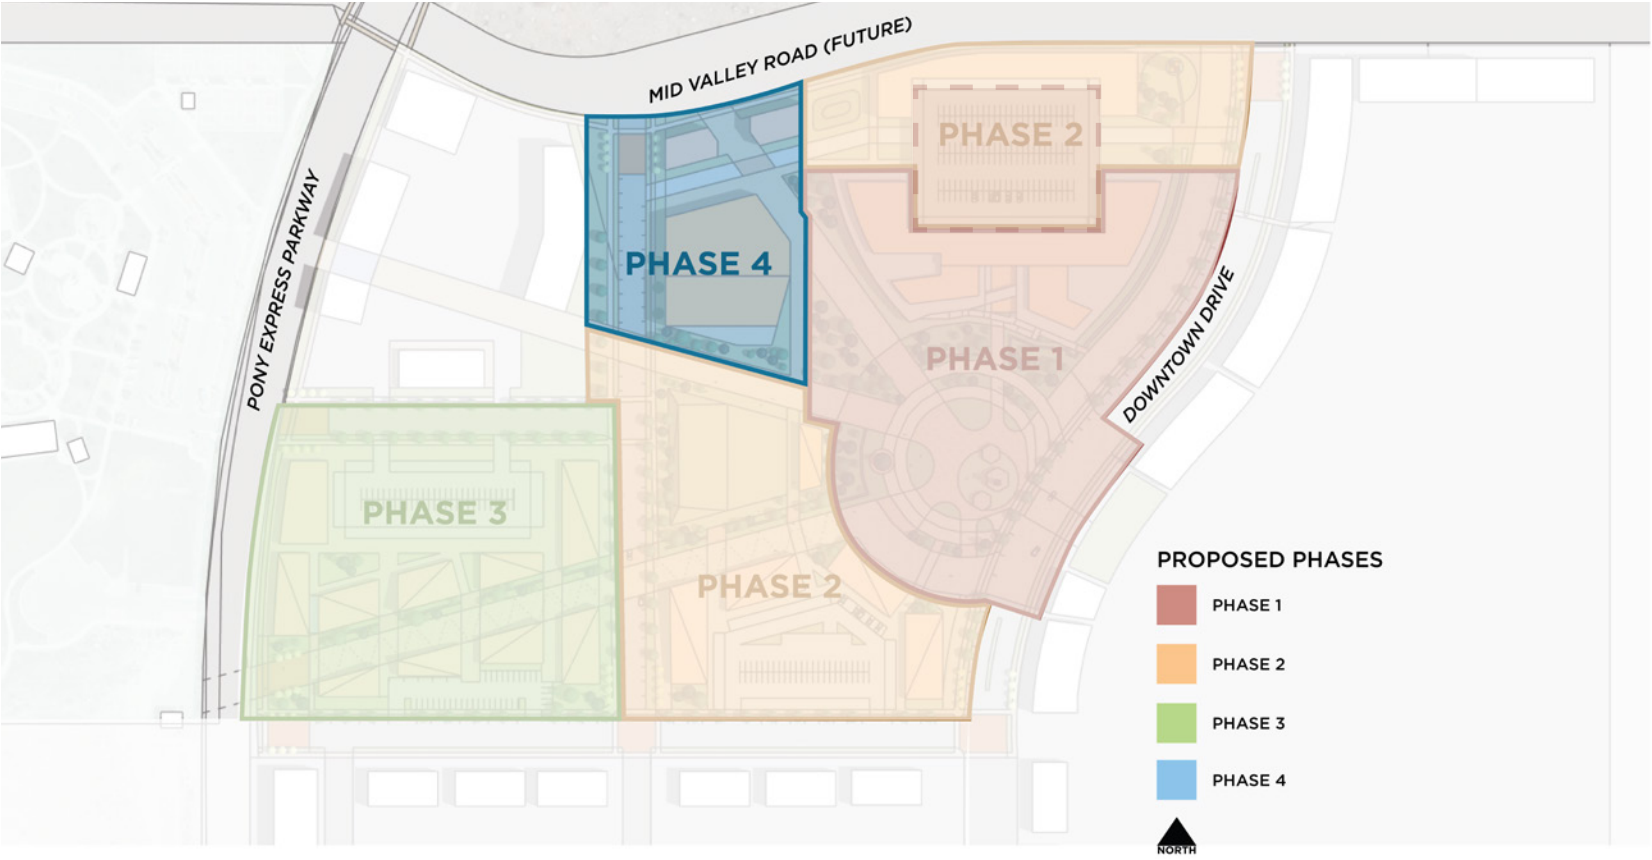 MID VALLEY ROAD (FUTURE)
PHASE 2
PONY EXPRESS PARKWAY
PHASE 4
DOWNTOWN DRIVE
PHASE 1
PHASE 3
PHASE 2
PROPOSED PHASES
PHASE 1
PHASE 2
PHASE 3
PHASE 4
NORTH